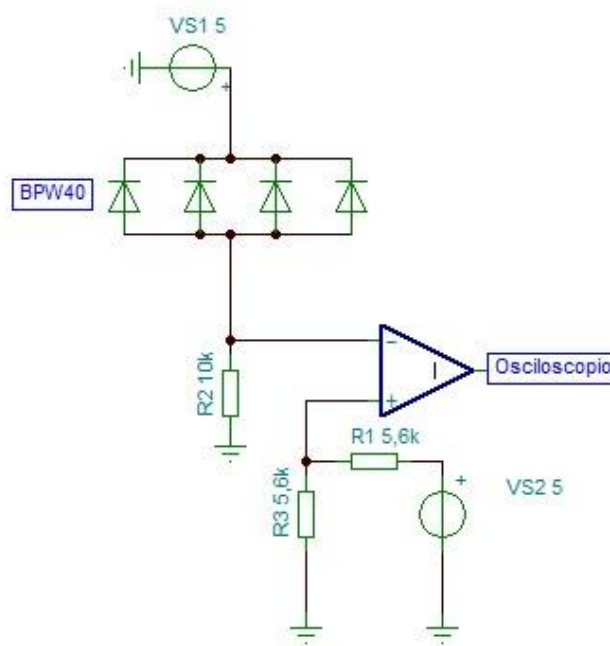 VS1 5
+
BPW40
-
I
Osciloscopio
+
R2 10k
R1 5,6k
R3 5,6k
+
VS2 5